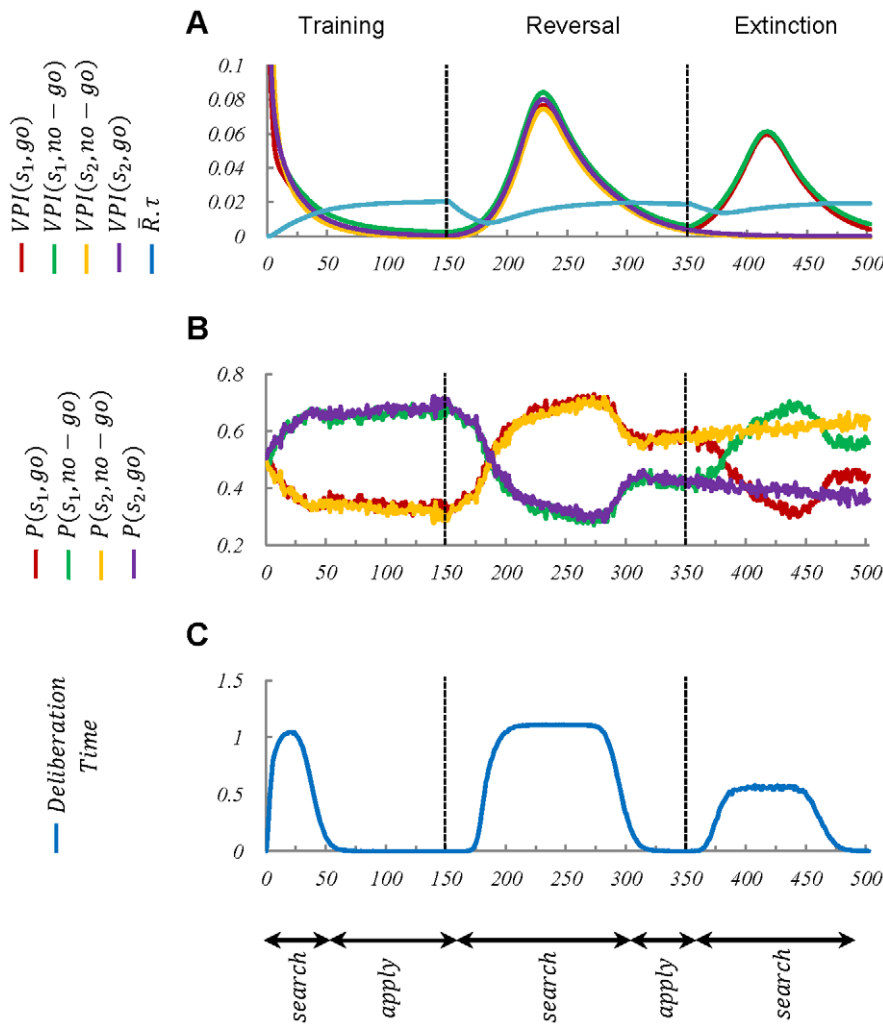 A
Training Reversal Extinction
VPI(s₁, go)
VPI(s₁, no − go)
VPI(s₂, no − go)
VPI(s₂, go)
R̄. τ
0.1
0.08
0.06
0.04
0.02
0
0 50 100 150 200 250 300 350 400 450 500
B
P(s₁, go)
P(s₁, no − go)
P(s₂, no − go)
P(s₂, go)
0.8
0.6
0.4
0.2
0 50 100 150 200 250 300 350 400 450 500
C
Deliberation
Time
1.5
1
0.5
0
0 50 100 150 200 250 300 350 400 450 500
search apply search apply search